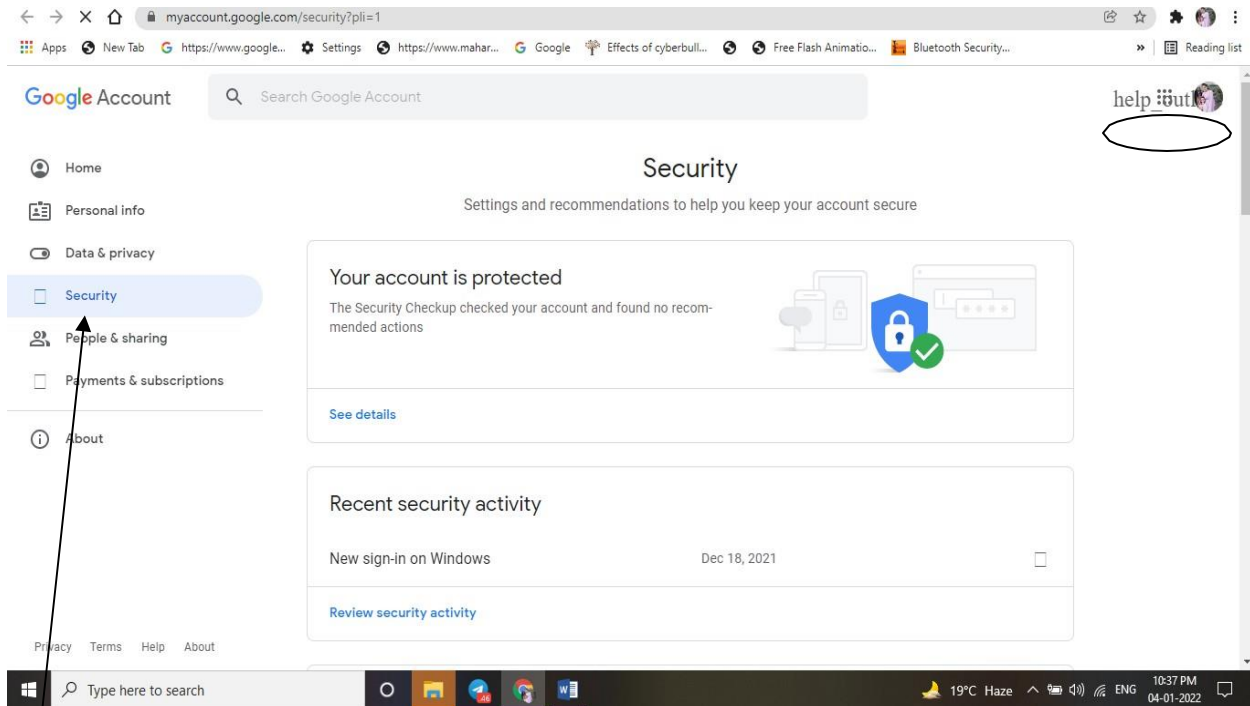 myaccount.google.com/security?pli=1
Apps New Tab https://www.google... Settings https://www.mahar... Google Effects of cyberbull... Free Flash Animatio... Bluetooth Security... » Reading list
Google Account Search Google Account
Home
Personal info
Data & privacy
Security
People & sharing
Payments & subscriptions
About
Privacy Terms Help About
Security
Settings and recommendations to help you keep your account secure
Your account is protected
The Security Checkup checked your account and found no recom-
mended actions
See details
Recent security activity
New sign-in on Windows Dec 18, 2021
Review security activity
Type here to search
19°C Haze ENG
10:37 PM
04-01-2022